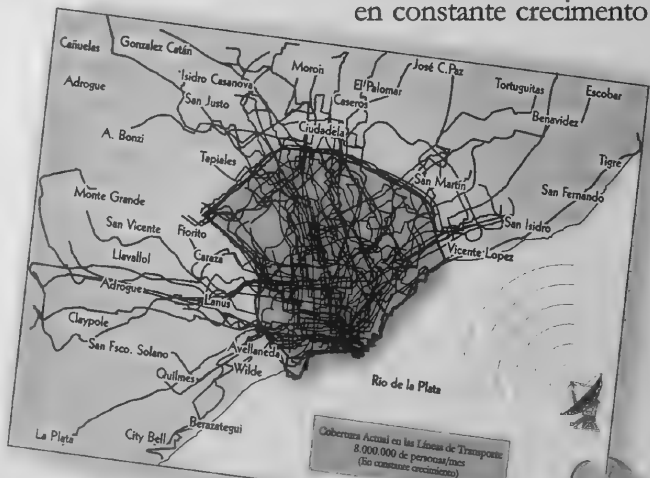 en constante crecimento
Cañuelas
Gonzalez Catán
Moron
José C.Paz
Isidro Casanova
El Palomar
Tortuguitas
Escobar
Adrogue
San Justo
Caseros
Benavidez
Ciudadela
A. Bonzi
Tapiales
Tigre
San Martín
San Fernando
Monte Grande
San Isidro
San Vicente
Fiorito
Vicente Lopez
Llavallol
Caraza
Adrogue
Lanus
Claypole
San Fsco. Solano
Avellaneda
Quilmes
Wilde
Rio de la Plata
Berazategui
La Plata
City Bell
Cobertura Actual en las Líneas de Transporte
8.000.000 de personas/mes
(En constante crecimiento)